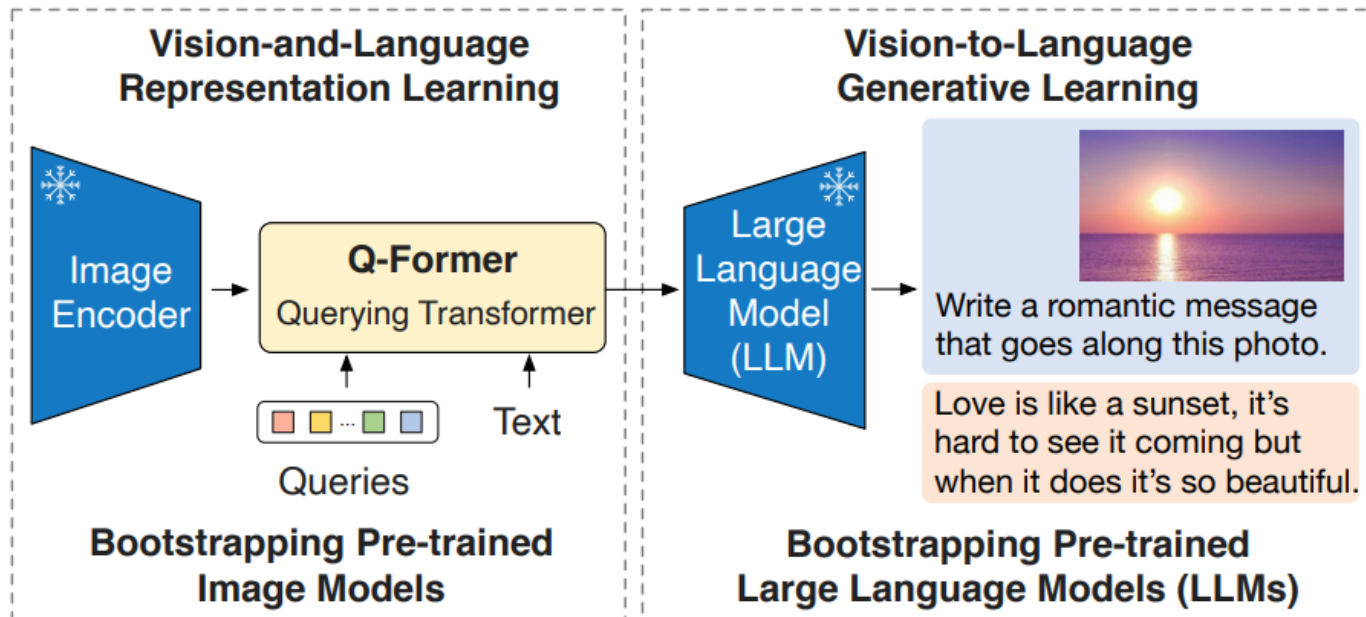 Vision-and-Language
Representation Learning
Image
Encoder
Q-Former
Querying Transformer
...
Queries
Text
Bootstrapping Pre-trained
Image Models
Vision-to-Language
Generative Learning
Large
Language
Model
(LLM)
Write a romantic message
that goes along this photo.
Love is like a sunset, it’s
hard to see it coming but
when it does it’s so beautiful.
Bootstrapping Pre-trained
Large Language Models (LLMs)